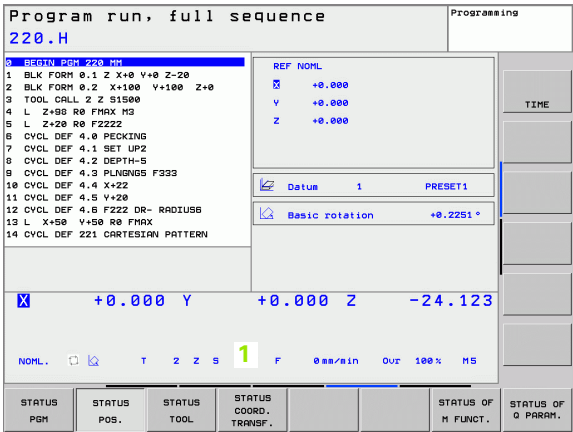 Program run, full sequence
Programming
220.H
0 BEGIN PGM 220 MM
1 BLK FORM 0.1 Z X+0 Y+0 Z-20
2 BLK FORM 0.2 X+100 Y+100 Z+0
3 TOOL CALL 2 Z S1500
4 L Z+98 R0 FMAX M3
5 L Z+20 R0 F2222
6 CYCL DEF 4.0 PECKING
7 CYCL DEF 4.1 SET UP2
8 CYCL DEF 4.2 DEPTH-5
9 CYCL DEF 4.3 PLNGNG5 F333
10 CYCL DEF 4.4 X+22
11 CYCL DEF 4.5 Y+20
12 CYCL DEF 4.6 F222 DR- RADIUS6
13 L X+50 Y+50 R0 FMAX
14 CYCL DEF 221 CARTESIAN PATTERN
REF NOML
X +0.000
Y +0.000
Z +0.000
Datum 1 PRESET1
Basic rotation +0.2251°
TIME
X +0.000 Y +0.000 Z -24.123
NOML. T 2 Z S 1 F 0mm/min Ovr 100% M5
STATUS PGM
STATUS POS.
STATUS TOOL
STATUS COORD. TRANSF.
STATUS OF M FUNCT.
STATUS OF Q PARAM.